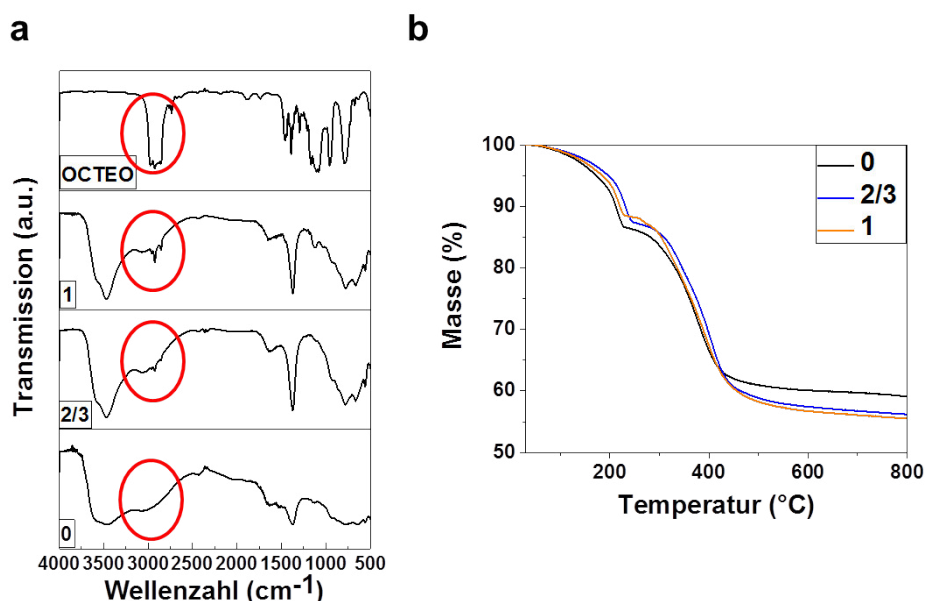 a
Transmission (a.u.)
OCTEO
1
2/3
0
4000 3500 3000 2500 2000 1500 1000 500
Wellenzahl (cm-1)
b
Masse (%)
100
90
80
70
60
50
0
2/3
1
200 400 600 800
Temperatur (°C)